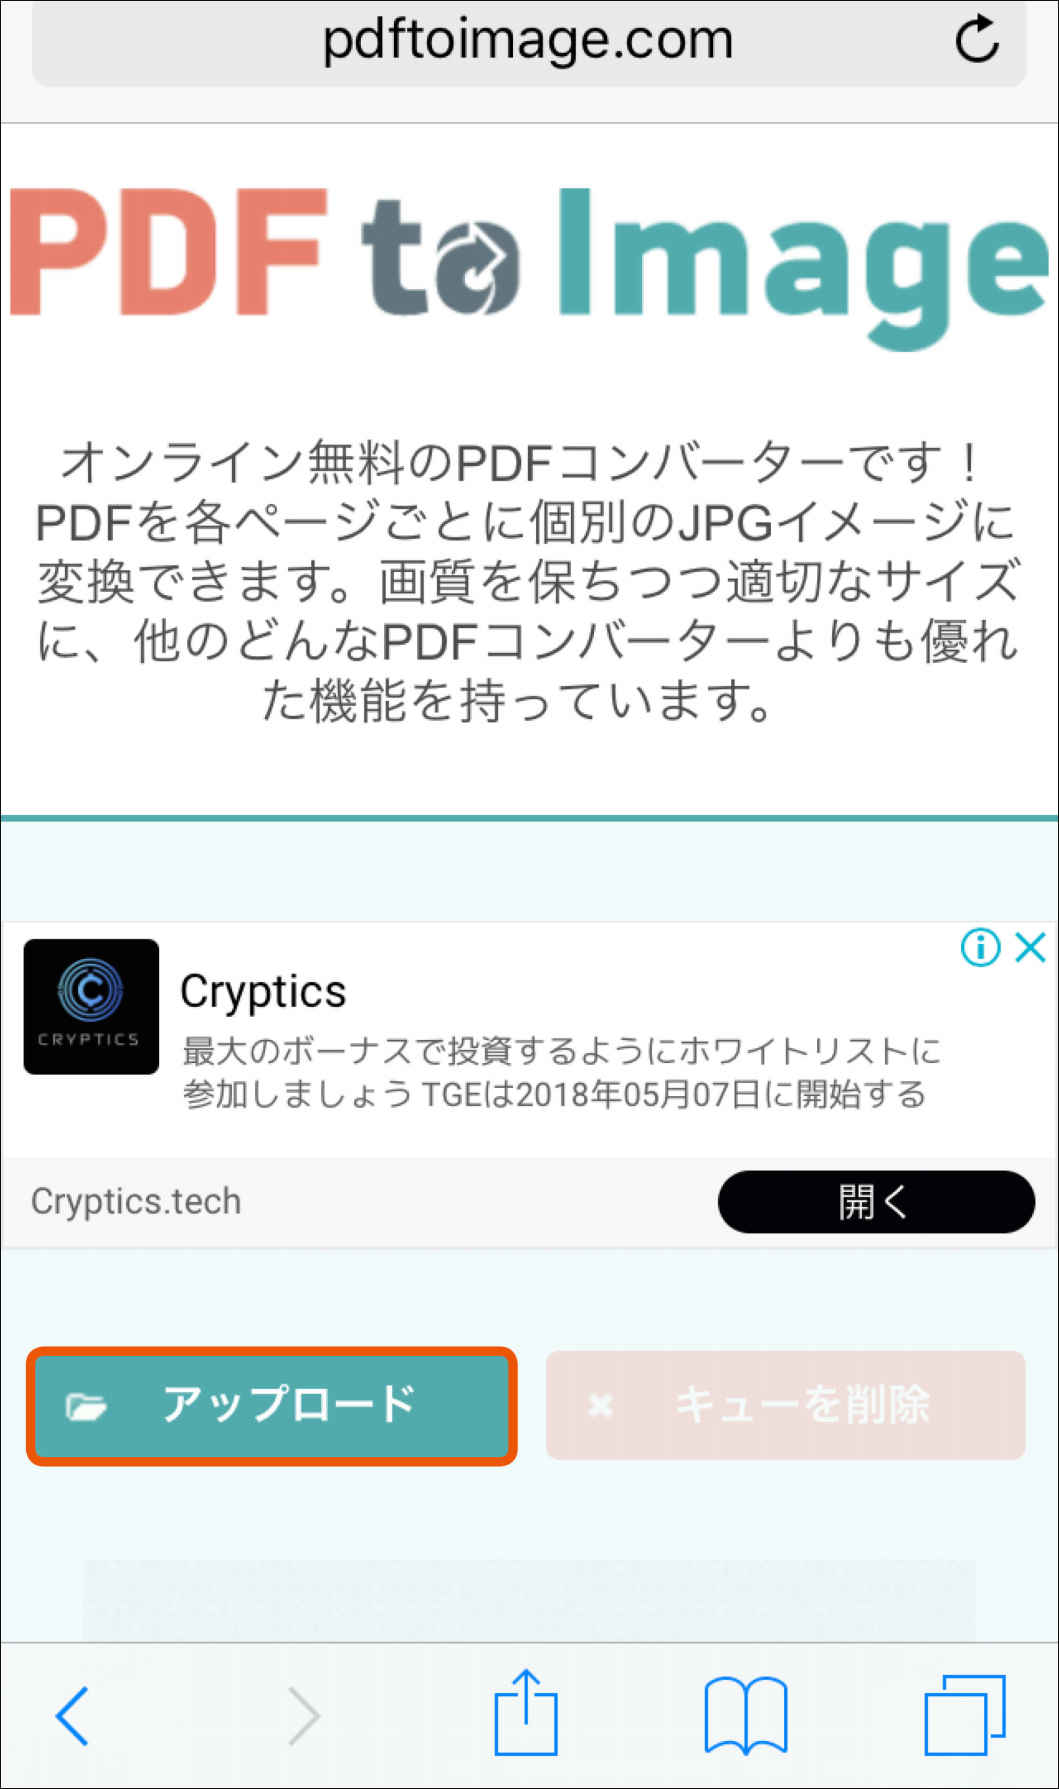 pdftoimage.com
PDF to Image
オンライン無料のPDFコンバーターです！
PDFを各ページごとに個別のJPGイメージに
変換できます。画質を保ちつつ適切なサイズ
に、他のどんなPDFコンバーターよりも優れ
た機能を持っています。
Cryptics
CRYPTICS
最大のボーナスで投資するようにホワイトリストに
参加しましょう TGEは2018年05月07日に開始する
Cryptics.tech
開く
アップロード
キューを削除